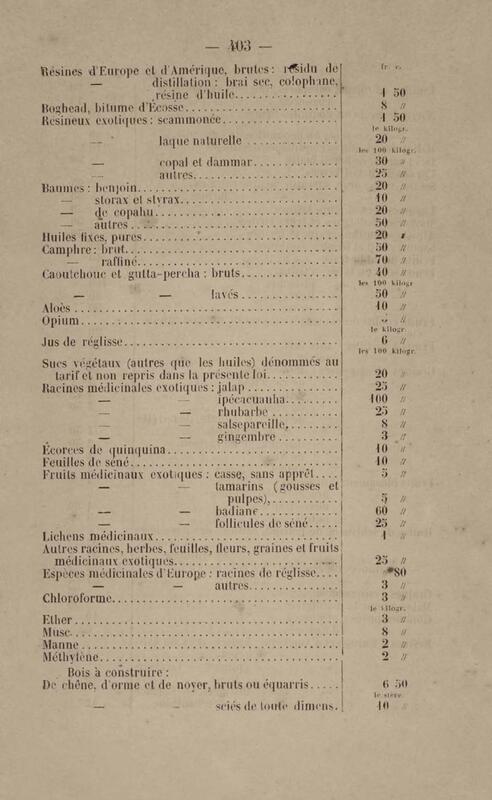 — 403 —
fr. c.
Résines d'Europe et d'Amérique, brutes : résidu de
— distillation : brai sec, colophane,
résine d'huile 1 50
Boghead, bitume d'Écosse 8 "
Resineux exotiques : scammonée 1 50
le kilogr.
— laque naturelle 20 "
les 100 kilogr.
— copal et dammar 30 "
— autres 25 "
Baumes : benjoin 20 "
— storax et styrax 10 "
— de copahu 20 "
— autres 50 "
Huiles fixes, pures 20 "
Camphre : brut 50 "
— raffiné 70 "
Caoutchouc et gutta-percha : bruts 40 "
les 100 kilogr
— — lavés 50 "
Aloès 10 "
Opium "
le kilogr.
Jus de réglisse 6 "
les 100 kilogr.
Sucs végétaux (autres que les huiles) dénommés au
tarif et non repris dans la présente loi 20 "
Racines médicinales exotiques : jalap 25 "
— — ipécacuanha 100 "
— — rhubarbe 25 "
— — salsepareille, 8 "
— — gingembre 3 "
Écorces de quinquina 10 "
Feuilles de séné 10 "
Fruits médicinaux exotiques : casse, sans apprêt 5 "
— — tamarins (gousses et
pulpes), 5 "
— — badiane 60 "
— — follicules de séné 25 "
Lichens médicinaux 1 "
Autres racines, herbes, feuilles, fleurs, graines et fruits
médicinaux exotiques 25 "
Espèces médicinales d'Europe : racines de réglisse "80
— — autres 3 "
Chloroforme 3 "
le kilogr.
Ether 3 "
Musc 8 "
Manne 2 "
Méthylène 2 "
Bois à construire :
De chêne, d'orme et de noyer, bruts ou équarris 6 50
le stère.
— - sciés de toute dimens. 10 "